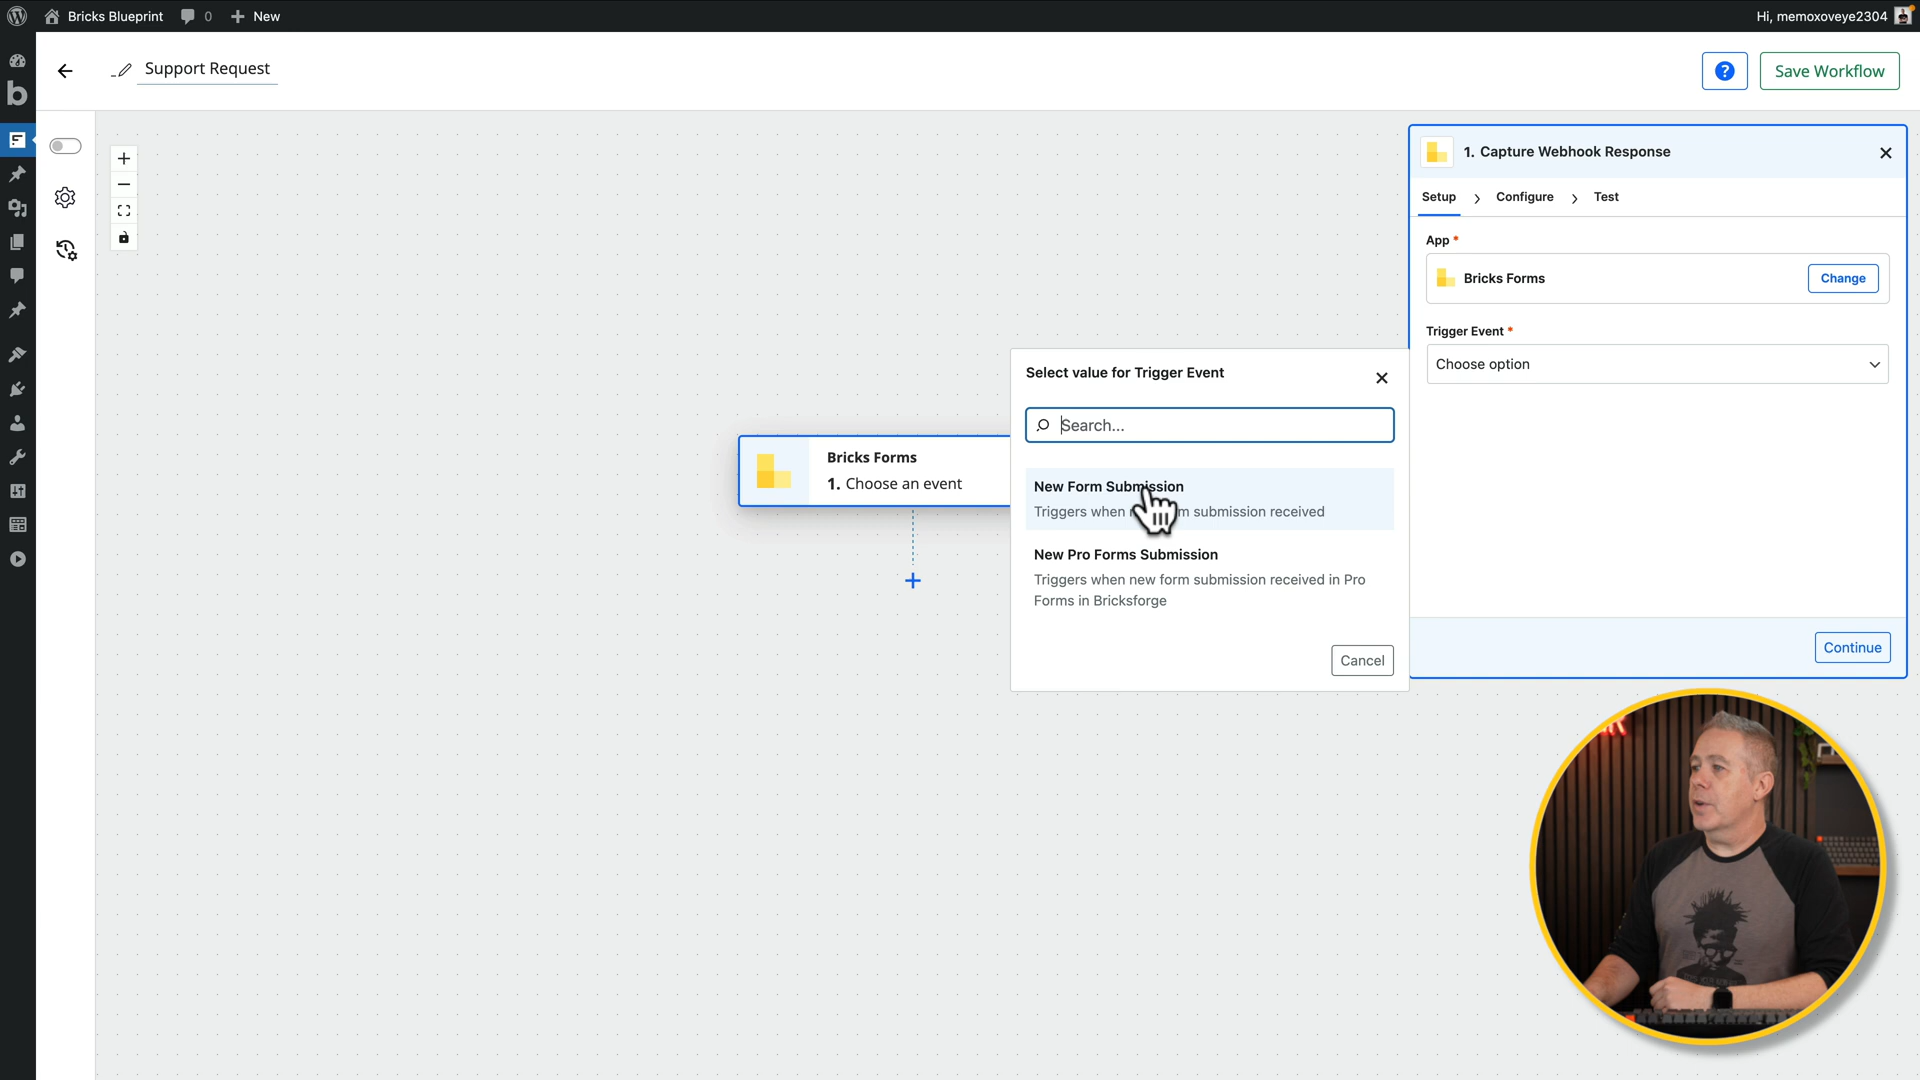 Bricks Blueprint
0
New
Hi, memoxoveye2304
Support Request
Save Workflow
1. Capture Webhook Response
Setup
Configure
Test
App *
Bricks Forms
Change
Trigger Event *
Choose option
Continue
Select value for Trigger Event
Search...
New Form Submission
Triggers when submission received
New Pro Forms Submission
Triggers when new form submission received in Pro
Forms in Bricksforge
Cancel
Bricks Forms
1. Choose an event